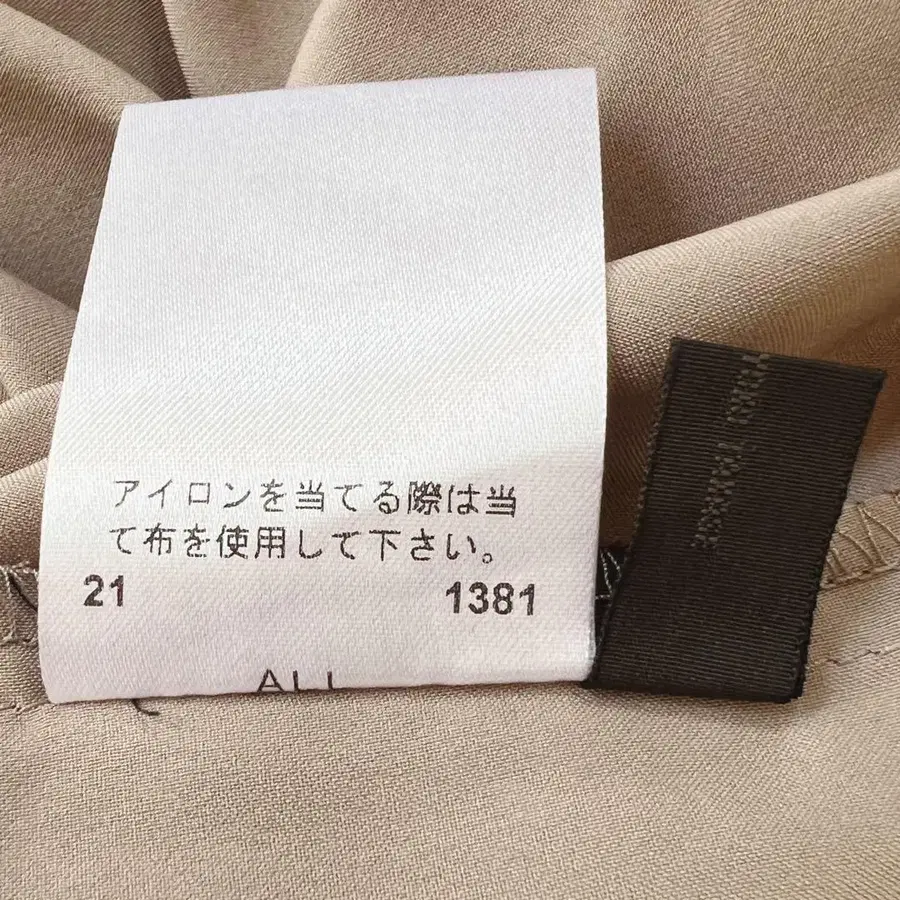 アイロンを当てる際は当
て布を使用して下さい。
21 1381
ALL